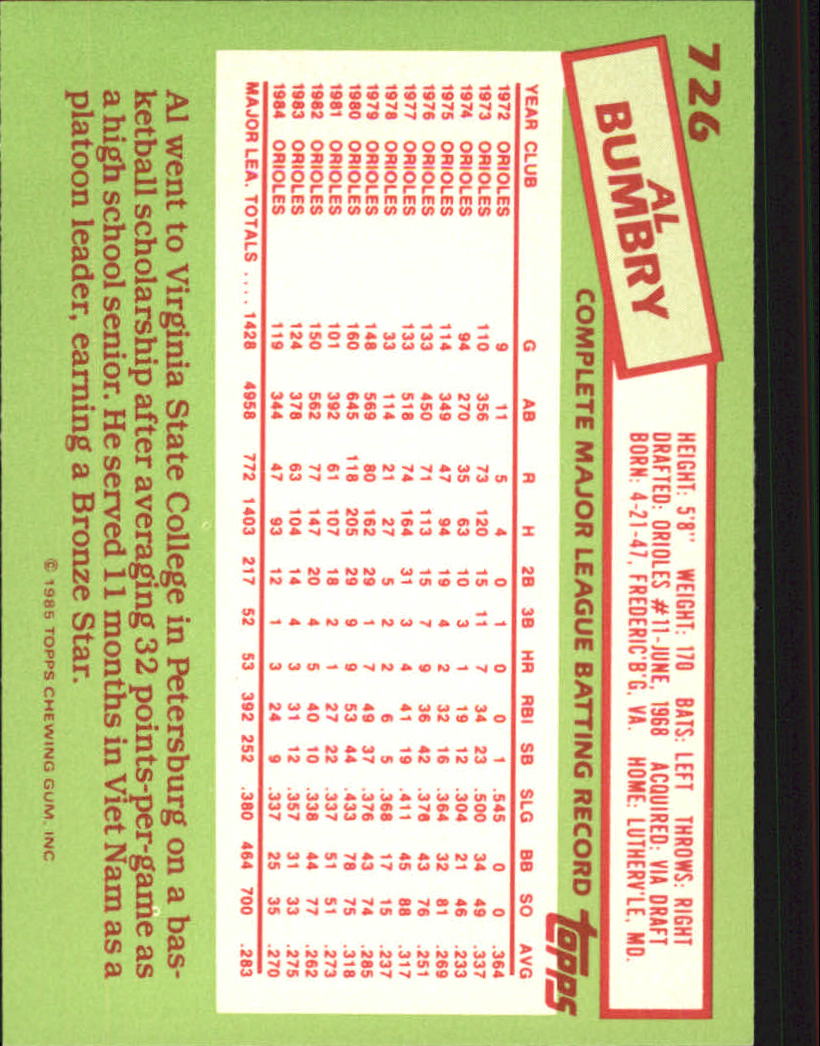 726
AL
BUMBRY
HEIGHT: 5'8" WEIGHT: 170 BATS: LEFT THROWS: RIGHT
DRAFTED: ORIOLES #11-JUNE, 1968 ACQUIRED: VIA DRAFT
BORN: 4-21-47, FREDERIC'B'G, VA. HOME: LUTHERV'LE, MD.
COMPLETE MAJOR LEAGUE BATTING RECORD topps
YEAR CLUB G AB R H 2B 3B HR RBI SB SLG BB SO AVG
1972 ORIOLES 9 11 5 4 0 1 0 0 1 .545 0 0 .364
1973 ORIOLES 110 356 73 120 15 11 7 34 23 .500 34 49 .337
1974 ORIOLES 94 270 35 63 10 3 1 19 12 .304 21 46 .233
1975 ORIOLES 114 349 47 94 19 4 2 32 16 .364 32 81 .269
1976 ORIOLES 133 450 71 113 15 7 9 36 42 .376 43 76 .251
1977 ORIOLES 133 518 74 164 31 3 4 41 19 .411 45 88 .317
1978 ORIOLES 33 114 21 27 5 2 2 6 5 .368 17 15 .237
1979 ORIOLES 148 569 80 162 29 1 7 49 37 .376 43 74 .285
1980 ORIOLES 160 645 118 205 29 9 9 53 44 .433 78 75 .318
1981 ORIOLES 101 392 61 107 18 2 1 27 22 .337 51 51 .273
1982 ORIOLES 150 562 77 147 20 4 5 40 10 .338 44 77 .262
1983 ORIOLES 124 378 63 104 14 4 3 31 12 .357 31 33 .275
1984 ORIOLES 119 344 47 93 12 1 3 24 9 .337 25 35 .270
MAJOR LEA. TOTALS .... 1428 4958 772 1403 217 52 53 392 252 .380 464 700 .283
Al went to Virginia State College in Petersburg on a bas-
ketball scholarship after averaging 32 points-per-game as
a high school senior. He served 11 months in Viet Nam as a
platoon leader, earning a Bronze Star.
© 1985 TOPPS CHEWING GUM, INC.